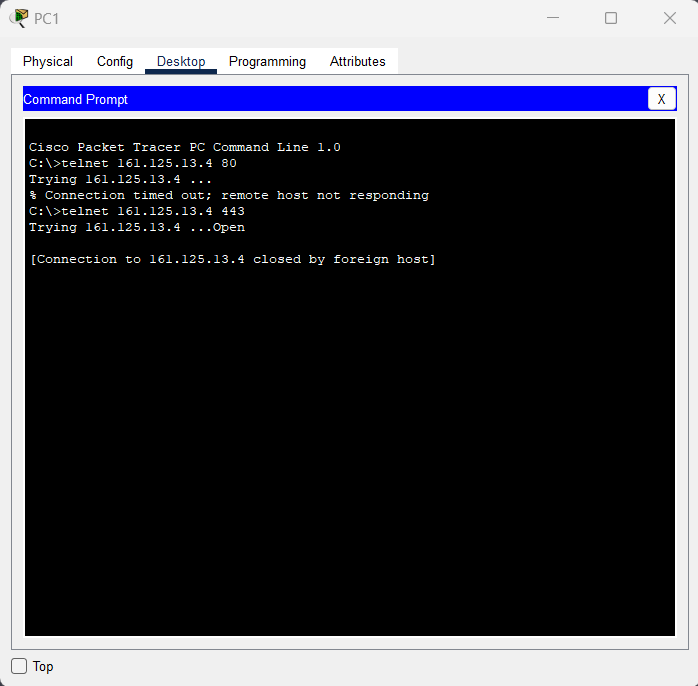 PC1
Physical Config Desktop Programming Attributes
Command Prompt X
Cisco Packet Tracer PC Command Line 1.0
C:\>telnet 161.125.13.4 80
Trying 161.125.13.4 ...
% Connection timed out; remote host not responding
C:\>telnet 161.125.13.4 443
Trying 161.125.13.4 ...Open
[Connection to 161.125.13.4 closed by foreign host]
Top